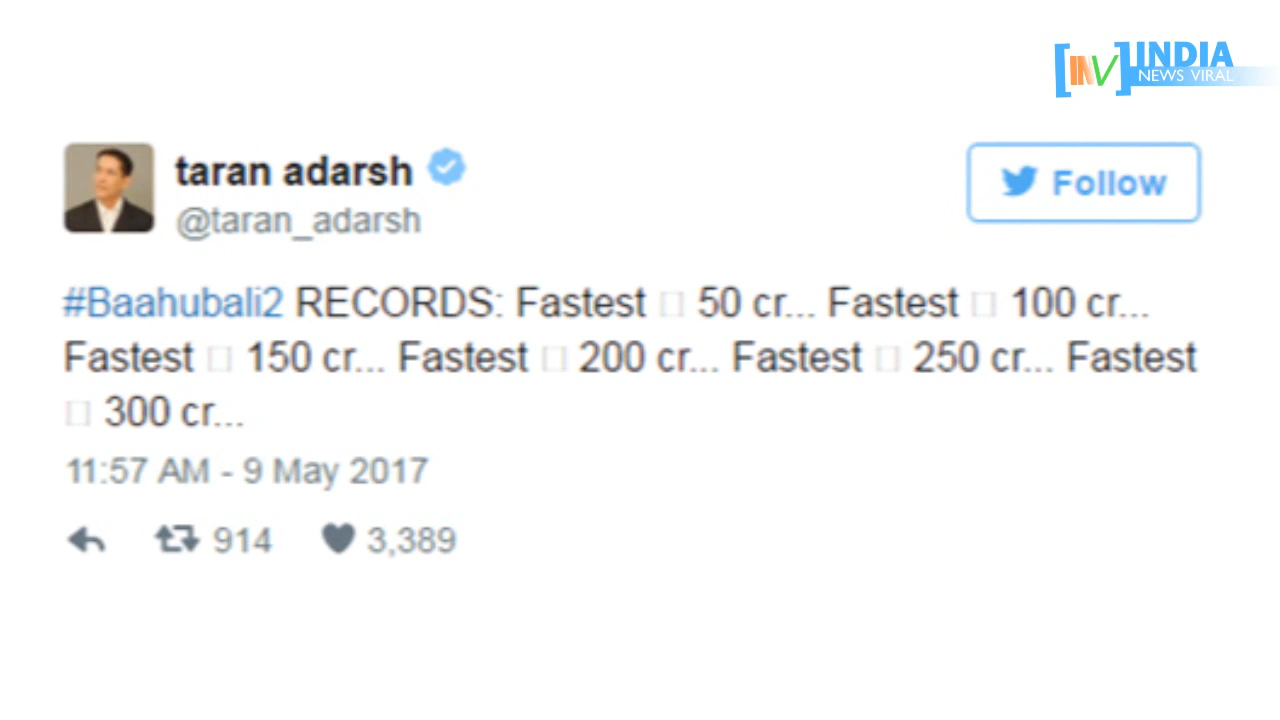 [INV] INDIA
NEWS VIRAL
taran adarsh
@taran_adarsh
Follow
#Baahubali2 RECORDS: Fastest □ 50 cr... Fastest □ 100 cr...
Fastest □ 150 cr... Fastest □ 200 cr... Fastest □ 250 cr... Fastest
□ 300 cr...
11:57 AM - 9 May 2017
914 3,389